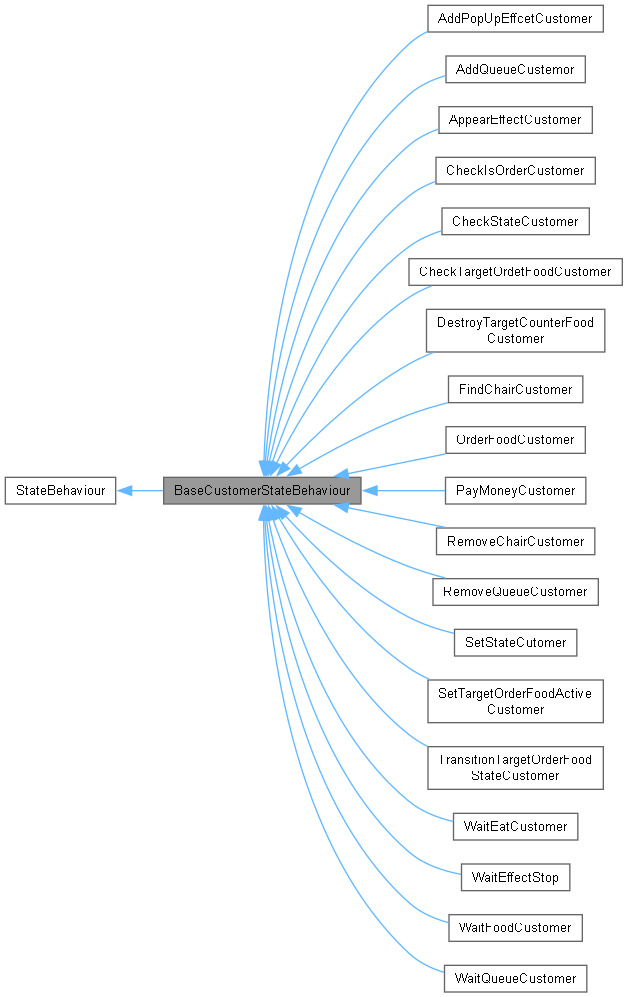 AddPopUpEffcetCustomer
AddQueueCustemor
AppearEffectCustomer
CheckIsOrderCustomer
CheckStateCustomer
CheckTargetOrdetFoodCustomer
DestroyTargetCounterFood
Customer
FindChairCustomer
OrderFoodCustomer
StateBehaviour
BaseCustomerStateBehaviour
PayMoneyCustomer
RemoveChairCustomer
RemoveQueueCustomer
SetStateCutomer
SetTargetOrderFoodActive
Customer
TransitionTargetOrderFood
StateCustomer
WaitEatCustomer
WaitEffectStop
WaitFoodCustomer
WaitQueueCustomer